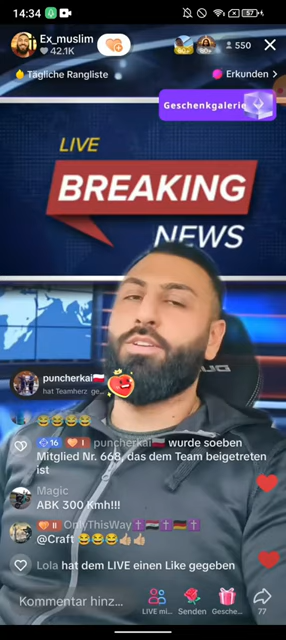 14:34
57
Ex_muslim
42.1K
550
Tägliche Rangliste
Erkunden >
Geschenkgalerie
LIVE
BREAKING
NEWS
puncherkai
hat Teamherz ge...
16 I puncherkai wurde soeben
Mitglied Nr. 668, das dem Team beigetreten
ist
Magic
ABK 300 Kmh!!!
II OnlyThisWay
@Craft 😂😂😂👍🏼👍🏼
Lola hat dem LIVE einen Like gegeben
Kommentar hinz...
LIVE mi...
Senden
Gesche...
77